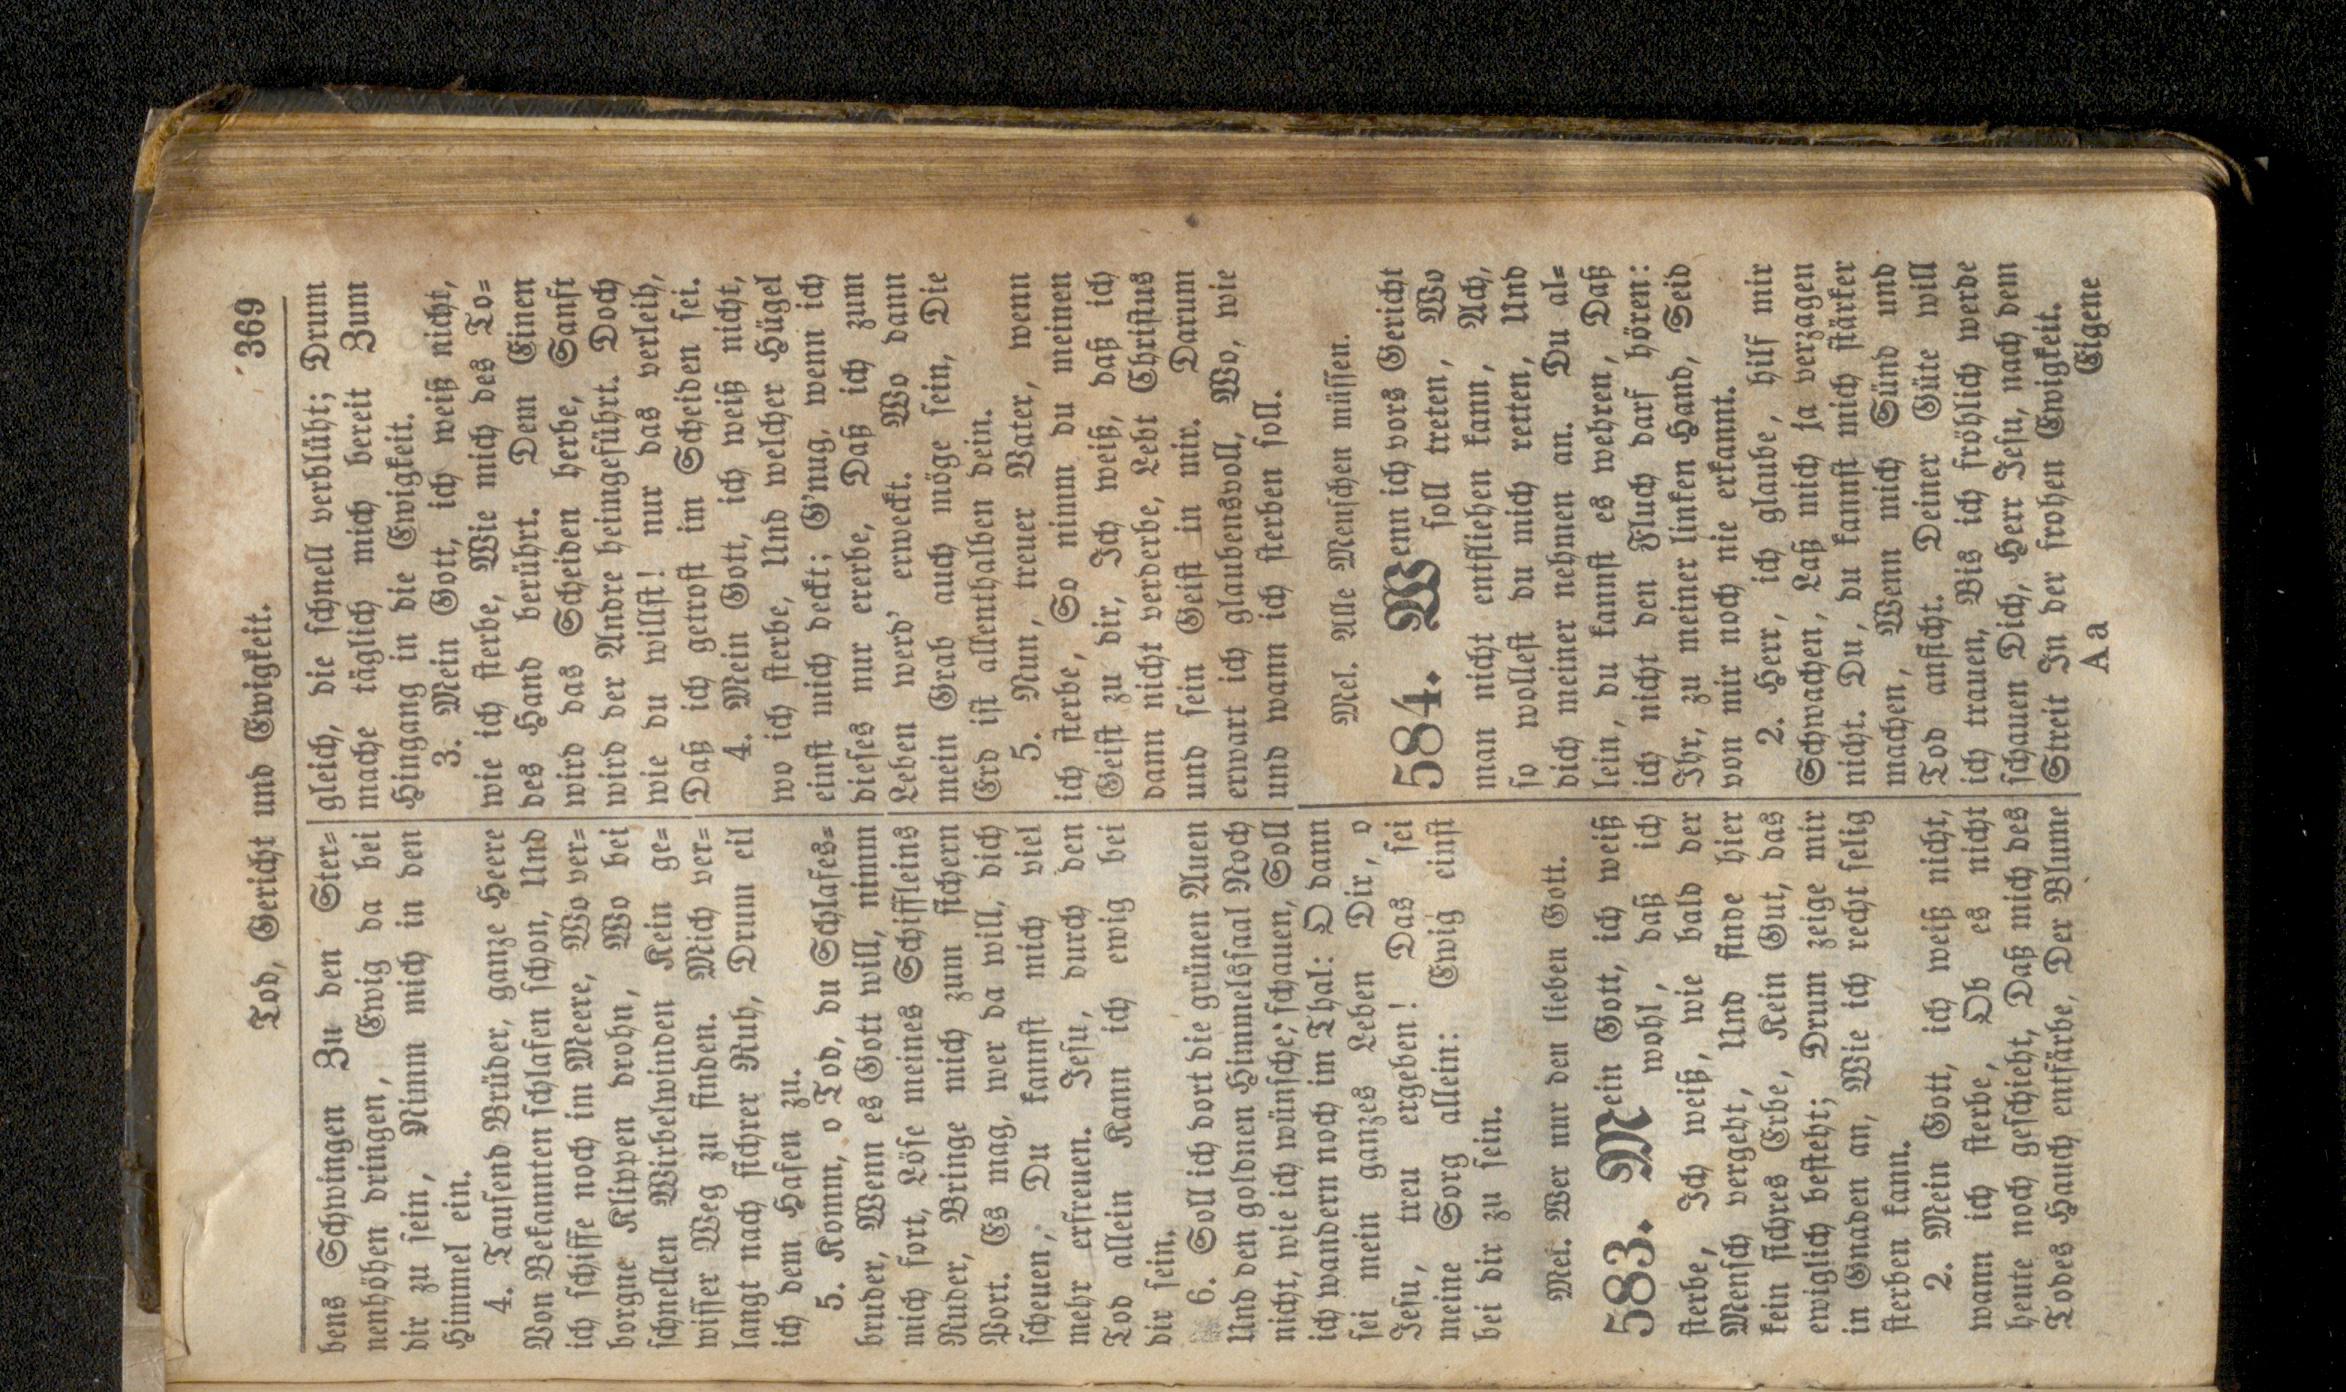 Tod, Gericht und Ewigkeit. 369
bens Schwingen Zu den Ster-
nenhöhen dringen, Ewig da bei
dir zu sein, Nimm mich in den
Himmel ein.
4. Tausend Brüder, ganze Heere
Von Bekannten schlafen schon, Und
ich schiffe noch im Meere, Wo ver-
borgne Klippen drohn, Wo bei
schnellen Wirbelwinden Kein ge-
wisser Weg zu finden. Mich ver-
langt nach sichrer Ruh, Drum eil
ich dem Hafen zu.
5. Komm, o Tod, du Schlafes-
bruder, Wenn es Gott will, nimm
mich fort, Löse meines Schiffleins
Ruder, Bringe mich zum sichern
Port. Es mag, wer da will, dich
scheuen, Du kannst mich viel
mehr erfreuen. Jesu, durch den
Tod allein Kann ich ewig bei
dir sein.
6. Soll ich dort die grünen Auen
Und den goldnen Himmelssaal Noch
nicht, wie ich wünsche, schauen, Soll
ich wandern noch im Thal: O dann
sei mein ganzes Leben Dir, o
Jesu, treu ergeben! Das sei
meine Sorg allein: Ewig einst
bei dir zu sein.
Mel. Wer nur den lieben Gott.
583. Mein Gott, ich weiß
wohl, daß ich
sterbe, Ich weiß, wie bald der
Mensch vergeht, Und finde hier
kein sichres Erbe, Kein Gut, das
ewiglich besteht; Drum zeige mir
in Gnaden an, Wie ich recht selig
sterben kann.
2. Mein Gott, ich weiß nicht,
wann ich sterbe, Ob es nicht
heute noch geschieht, Daß mich des
Todes Hauch entfärbe, Der Blume
gleich, die schnell verblüht; Drum
mache täglich mich bereit Zum
Hingang in die Ewigkeit.
3. Mein Gott, ich weiß nicht,
wie ich sterbe, Wie mich des To-
des Hand berührt. Dem Einen
wird das Scheiden herbe, Sanft
wird der Andre heimgeführt. Doch
wie du willst! nur das verleih,
Daß ich getrost im Scheiden sei.
4. Mein Gott, ich weiß nicht,
wo ich sterbe, Und welcher Hügel
einst mich deckt; G'nug, wenn ich
dieses nur ererbe, Daß ich zum
Leben werd' erweckt. Wo dann
mein Grab auch möge sein, Die
Erd ist allenthalben dein.
5. Nun, treuer Vater, wenn
ich sterbe, So nimm du meinen
Geist zu dir, Ich weiß, daß ich
dann nicht verderbe, Lebt Christus
und sein Geist in mir. Darum
erwart ich glaubensvoll, Wo, wie
und wann ich sterben soll.
Mel. Alle Menschen müssen.
584. Wenn ich vors Gericht
soll treten, Wo
man nicht entfliehen kann, Ach,
so wollest du mich retten, Und
dich meiner nehmen an. Du al-
lein, du kannst es wehren, Daß
ich nicht den Fluch darf hören:
Ihr, zu meiner linken Hand, Seid
von mir noch nie erkannt.
2. Herr, ich glaube, hilf mir
Schwachen, Laß mich ja verzagen
nicht. Du, du kannst mich stärker
machen, Wenn mich Sünd und
Tod anficht. Deiner Güte will
ich trauen, Bis ich fröhlich werde
schauen Dich, Herr Jesu, nach dem
Streit In der frohen Ewigkeit.
A a Eigene